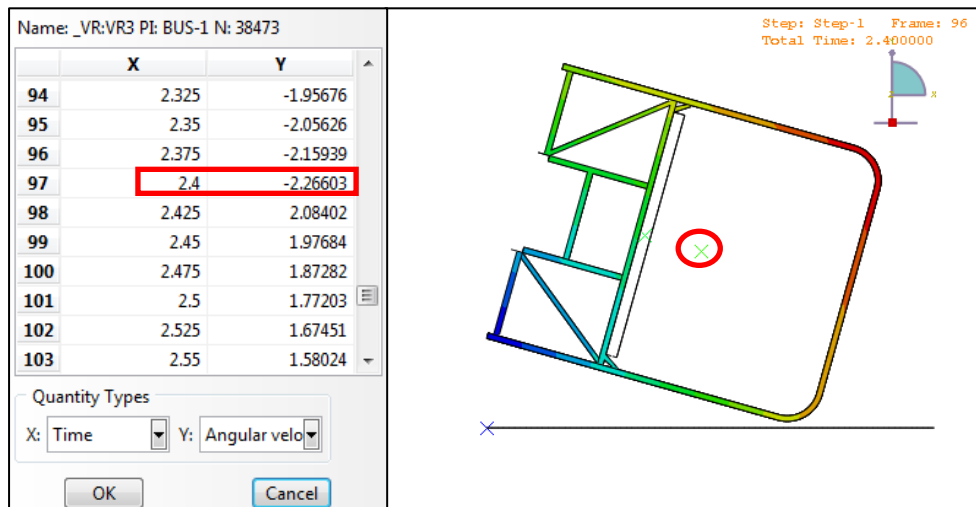 Name: _VR:VR3 PI: BUS-1 N: 38473
X Y
94 2.325 -1.95676
95 2.35 -2.05626
96 2.375 -2.15939
97 2.4 -2.26603
98 2.425 2.08402
99 2.45 1.97684
100 2.475 1.87282
101 2.5 1.77203
102 2.525 1.67451
103 2.55 1.58024
Quantity Types
X: Time Y: Angular velo
OK Cancel
Step: Step-1 Frame: 96
Total Time: 2.400000
x